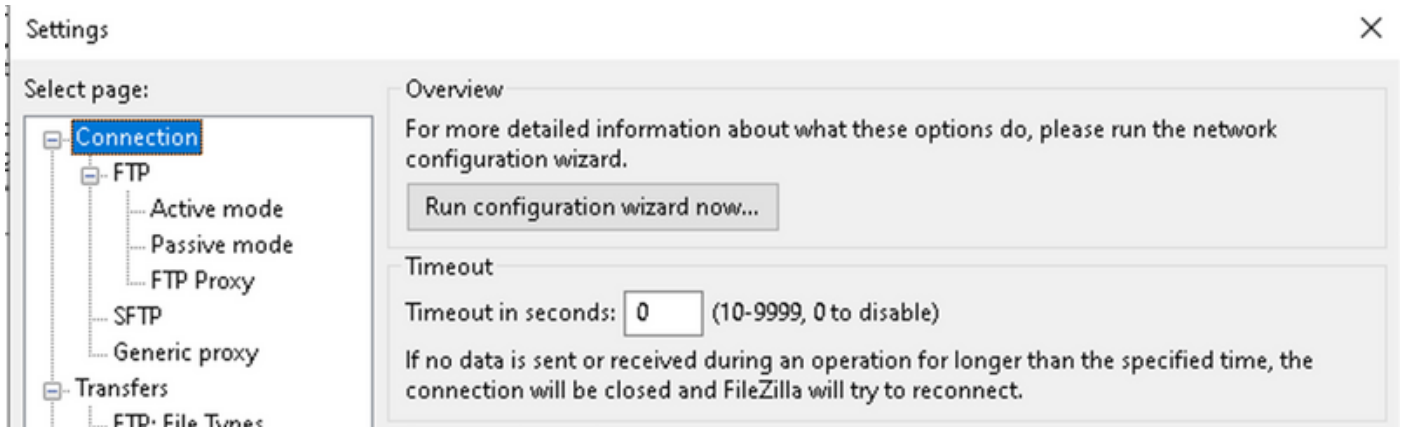 Settings
Select page:
Connection
FTP
Active mode
Passive mode
FTP Proxy
SFTP
Generic proxy
Transfers
FTP: File Types
Overview
For more detailed information about what these options do, please run the network
configuration wizard.
Run configuration wizard now...
Timeout
Timeout in seconds: 0 (10-9999, 0 to disable)
If no data is sent or received during an operation for longer than the specified time, the
connection will be closed and FileZilla will try to reconnect.